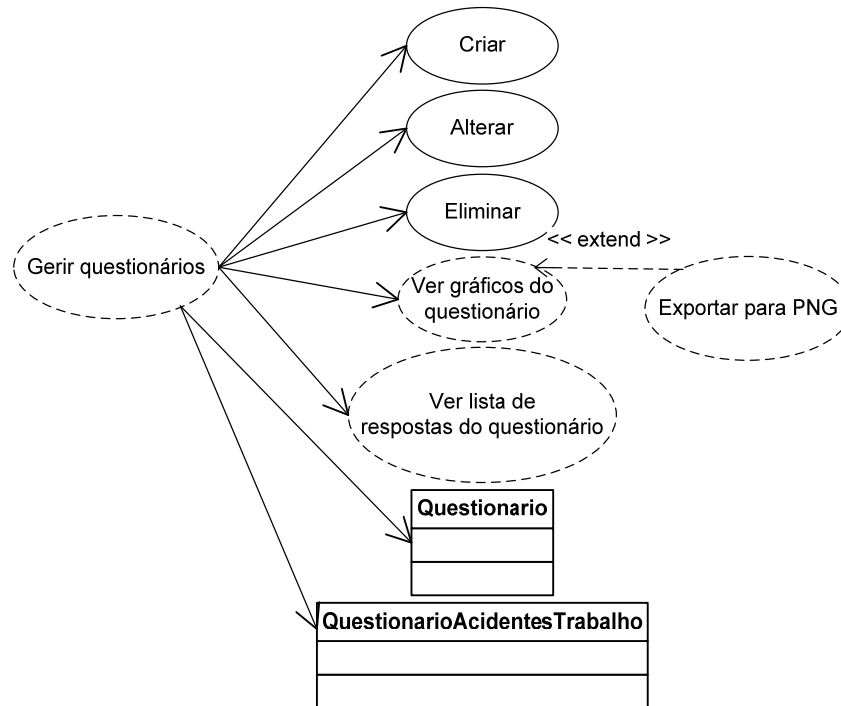 Criar
Alterar
Eliminar
<< extend >>
Gerir questionários
Ver gráficos do
questionário
Exportar para PNG
Ver lista de
respostas do questionário
Questionario
QuestionarioAcidentesTrabalho